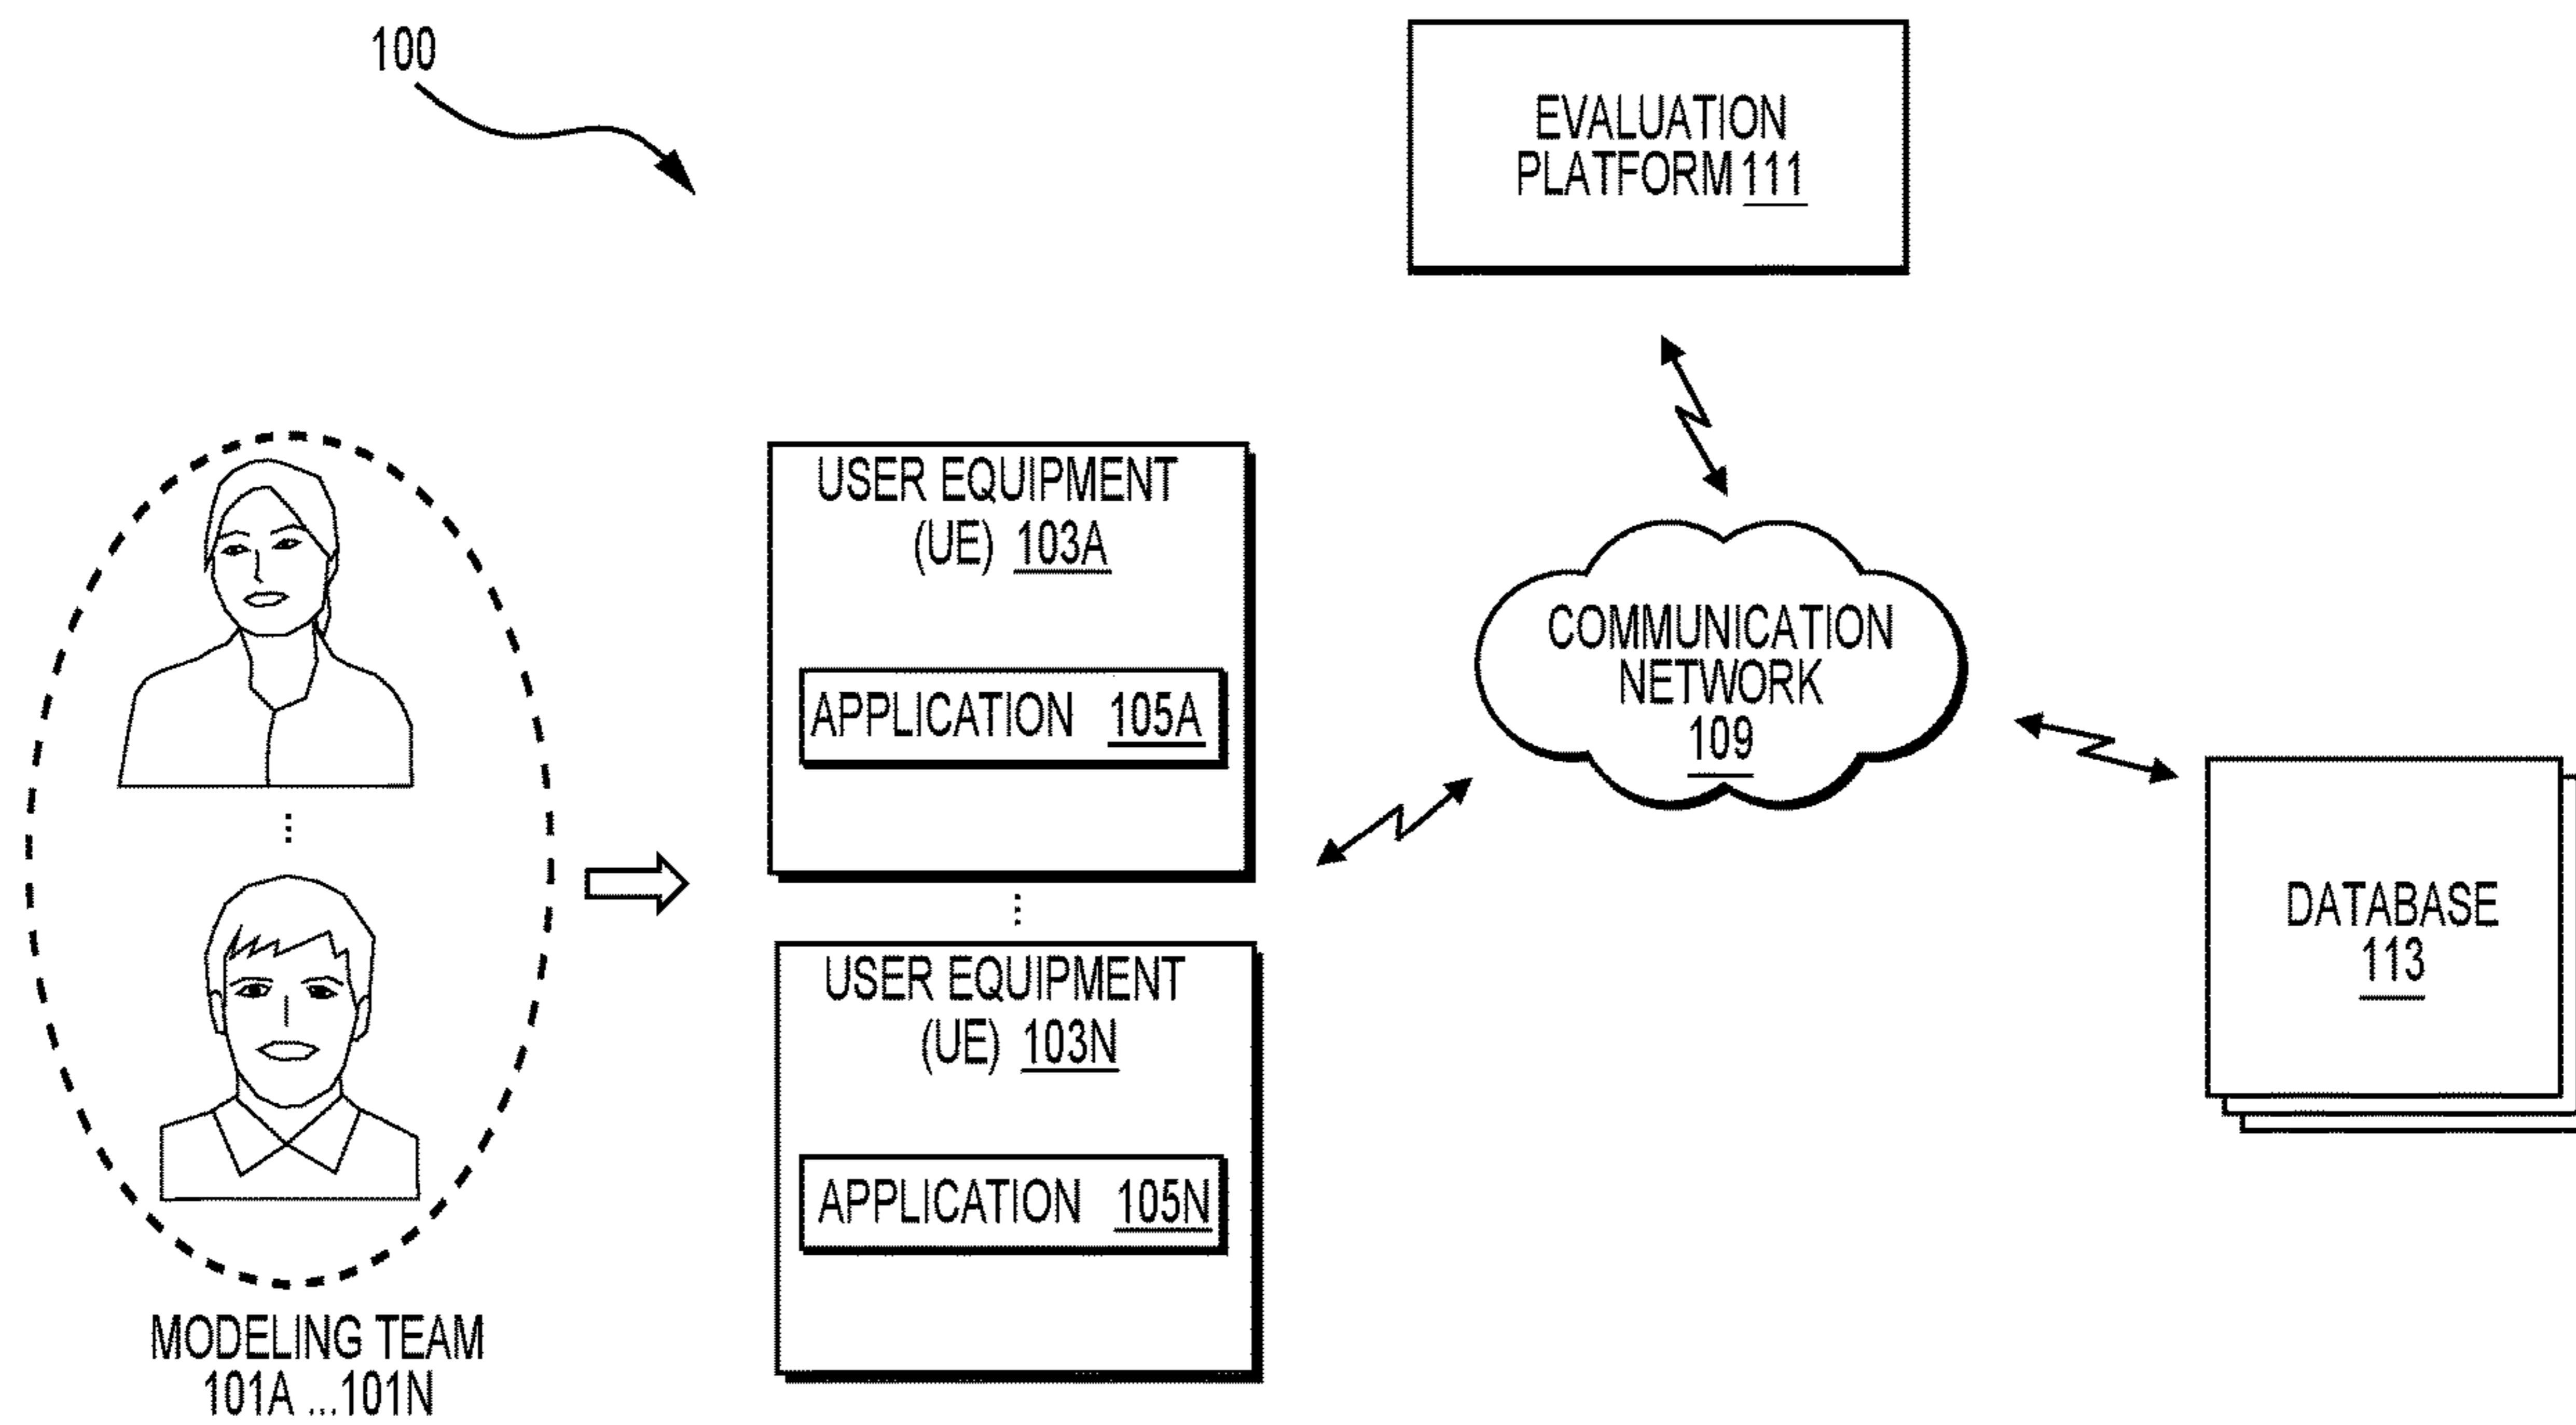 100
EVALUATION
PLATFORM 111
USER EQUIPMENT
(UE) 103A
APPLICATION 105A
COMMUNICATION
NETWORK
109
DATABASE
113
...
...
USER EQUIPMENT
(UE) 103N
APPLICATION 105N
MODELING TEAM
101A ...101N